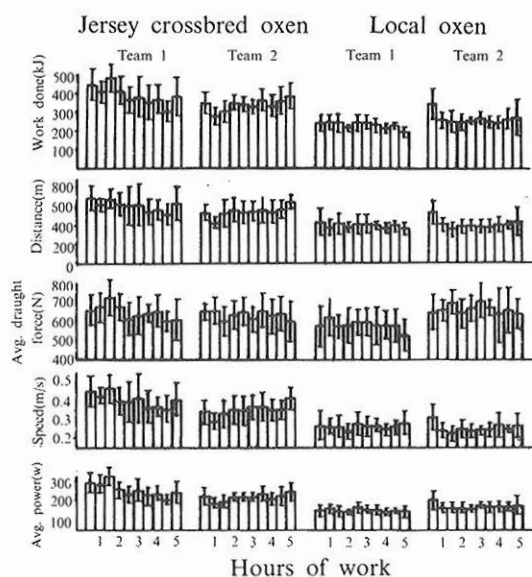 Jersey crossbred oxen Local oxen
Team 1 Team 2 Team 1 Team 2
Work done(kJ)
500
400
300
200
100
Distance(m)
800
600
400
200
0
Avg. draught
force(N)
800
700
600
500
400
Speed(m/s)
0.5
0.4
0.3
0.2
Avg. power(w)
300
200
100
1 2 3 4 5 1 2 3 4 5 1 2 3 4 5 1 2 3 4 5
Hours of work